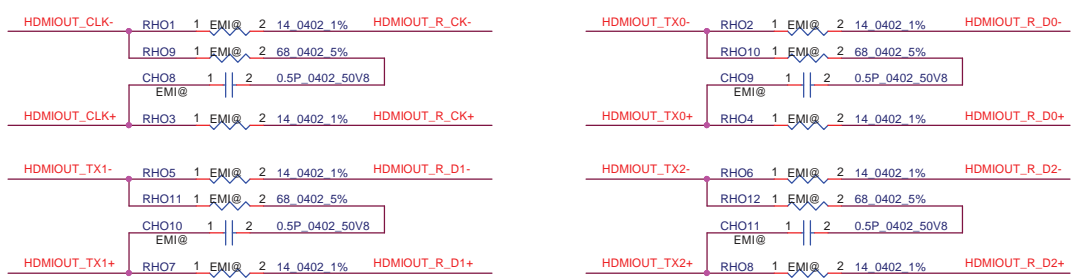 HDMIOUT_CLK- RHO1 1 EMI@ 2 14_0402_1% HDMIOUT_R_CK-
RHO9 1 EMI@ 2 68_0402_5%
CHO8 1 2 0.5P_0402_50V8
EMI@
HDMIOUT_CLK+ RHO3 1 EMI@ 2 14_0402_1% HDMIOUT_R_CK+
HDMIOUT_TX0- RHO2 1 EMI@ 2 14_0402_1% HDMIOUT_R_D0-
RHO10 1 EMI@ 2 68_0402_5%
CHO9 1 2 0.5P_0402_50V8
EMI@
HDMIOUT_TX0+ RHO4 1 EMI@ 2 14_0402_1% HDMIOUT_R_D0+
HDMIOUT_TX1- RHO5 1 EMI@ 2 14_0402_1% HDMIOUT_R_D1-
RHO11 1 EMI@ 2 68_0402_5%
CHO10 1 2 0.5P_0402_50V8
EMI@
HDMIOUT_TX1+ RHO7 1 EMI@ 2 14_0402_1% HDMIOUT_R_D1+
HDMIOUT_TX2- RHO6 1 EMI@ 2 14_0402_1% HDMIOUT_R_D2-
RHO12 1 EMI@ 2 68_0402_5%
CHO11 1 2 0.5P_0402_50V8
EMI@
HDMIOUT_TX2+ RHO8 1 EMI@ 2 14_0402_1% HDMIOUT_R_D2+